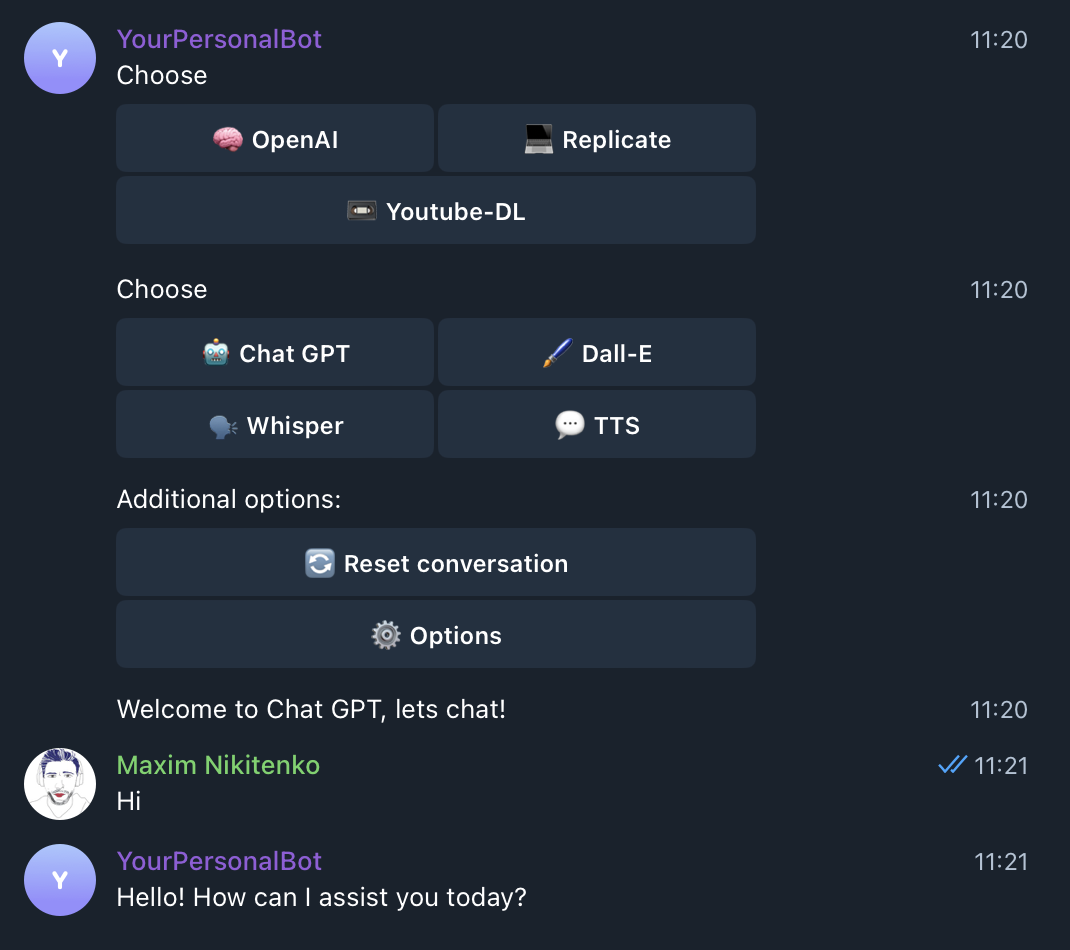 Y
YourPersonalBot 11:20
Choose
🧠 OpenAI 💻 Replicate
📼 Youtube-DL
Choose 11:20
🤖 Chat GPT 🖌️ Dall-E
🗣️ Whisper 💬 TTS
Additional options: 11:20
🔄 Reset conversation
⚙️ Options
Welcome to Chat GPT, lets chat! 11:20
Maxim Nikitenko 11:21
Hi
Y
YourPersonalBot 11:21
Hello! How can I assist you today?